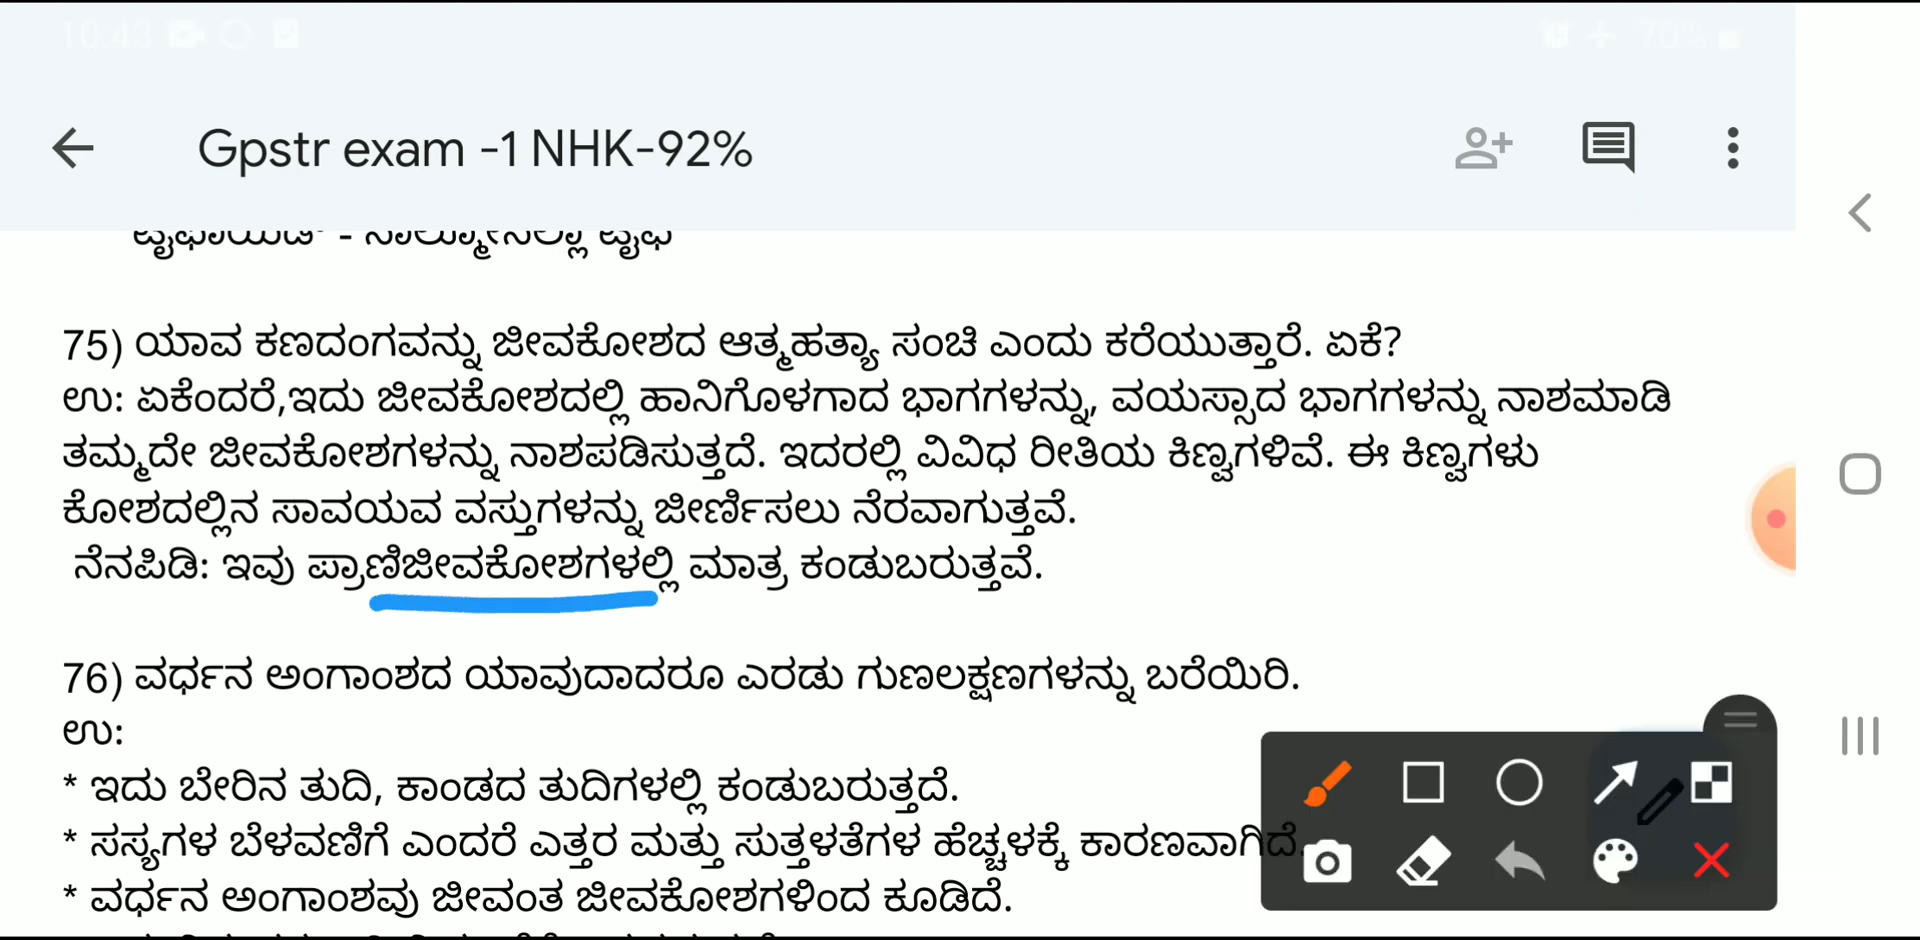 10:43
70%
Gpstr exam -1 NHK-92%
ಟೈಫಾಯಿಡ್ - ಸಾಲ್ಮೋನೆಲ್ಲಾ ಟೈಫಿ
75) ಯಾವ ಕಣದಂಗವನ್ನು ಜೀವಕೋಶದ ಆತ್ಮಹತ್ಯಾ ಸಂಚಿ ಎಂದು ಕರೆಯುತ್ತಾರೆ. ಏಕೆ?
ಉ: ಏಕೆಂದರೆ,ಇದು ಜೀವಕೋಶದಲ್ಲಿ ಹಾನಿಗೊಳಗಾದ ಭಾಗಗಳನ್ನು, ವಯಸ್ಸಾದ ಭಾಗಗಳನ್ನು ನಾಶಮಾಡಿ
ತಮ್ಮದೇ ಜೀವಕೋಶಗಳನ್ನು ನಾಶಪಡಿಸುತ್ತದೆ. ಇದರಲ್ಲಿ ವಿವಿಧ ರೀತಿಯ ಕಿಣ್ವಗಳಿವೆ. ಈ ಕಿಣ್ವಗಳು
ಕೋಶದಲ್ಲಿನ ಸಾವಯವ ವಸ್ತುಗಳನ್ನು ಜೀರ್ಣಿಸಲು ನೆರವಾಗುತ್ತವೆ.
ನೆನಪಿಡಿ: ಇವು ಪ್ರಾಣಿಜೀವಕೋಶಗಳಲ್ಲಿ ಮಾತ್ರ ಕಂಡುಬರುತ್ತವೆ.
76) ವರ್ಧನ ಅಂಗಾಂಶದ ಯಾವುದಾದರೂ ಎರಡು ಗುಣಲಕ್ಷಣಗಳನ್ನು ಬರೆಯಿರಿ.
ಉ:
* ಇದು ಬೇರಿನ ತುದಿ, ಕಾಂಡದ ತುದಿಗಳಲ್ಲಿ ಕಂಡುಬರುತ್ತದೆ.
* ಸಸ್ಯಗಳ ಬೆಳವಣಿಗೆ ಎಂದರೆ ಎತ್ತರ ಮತ್ತು ಸುತ್ತಳತೆಗಳ ಹೆಚ್ಚಳಕ್ಕೆ ಕಾರಣವಾಗಿದೆ.
* ವರ್ಧನ ಅಂಗಾಂಶವು ಜೀವಂತ ಜೀವಕೋಶಗಳಿಂದ ಕೂಡಿದೆ.